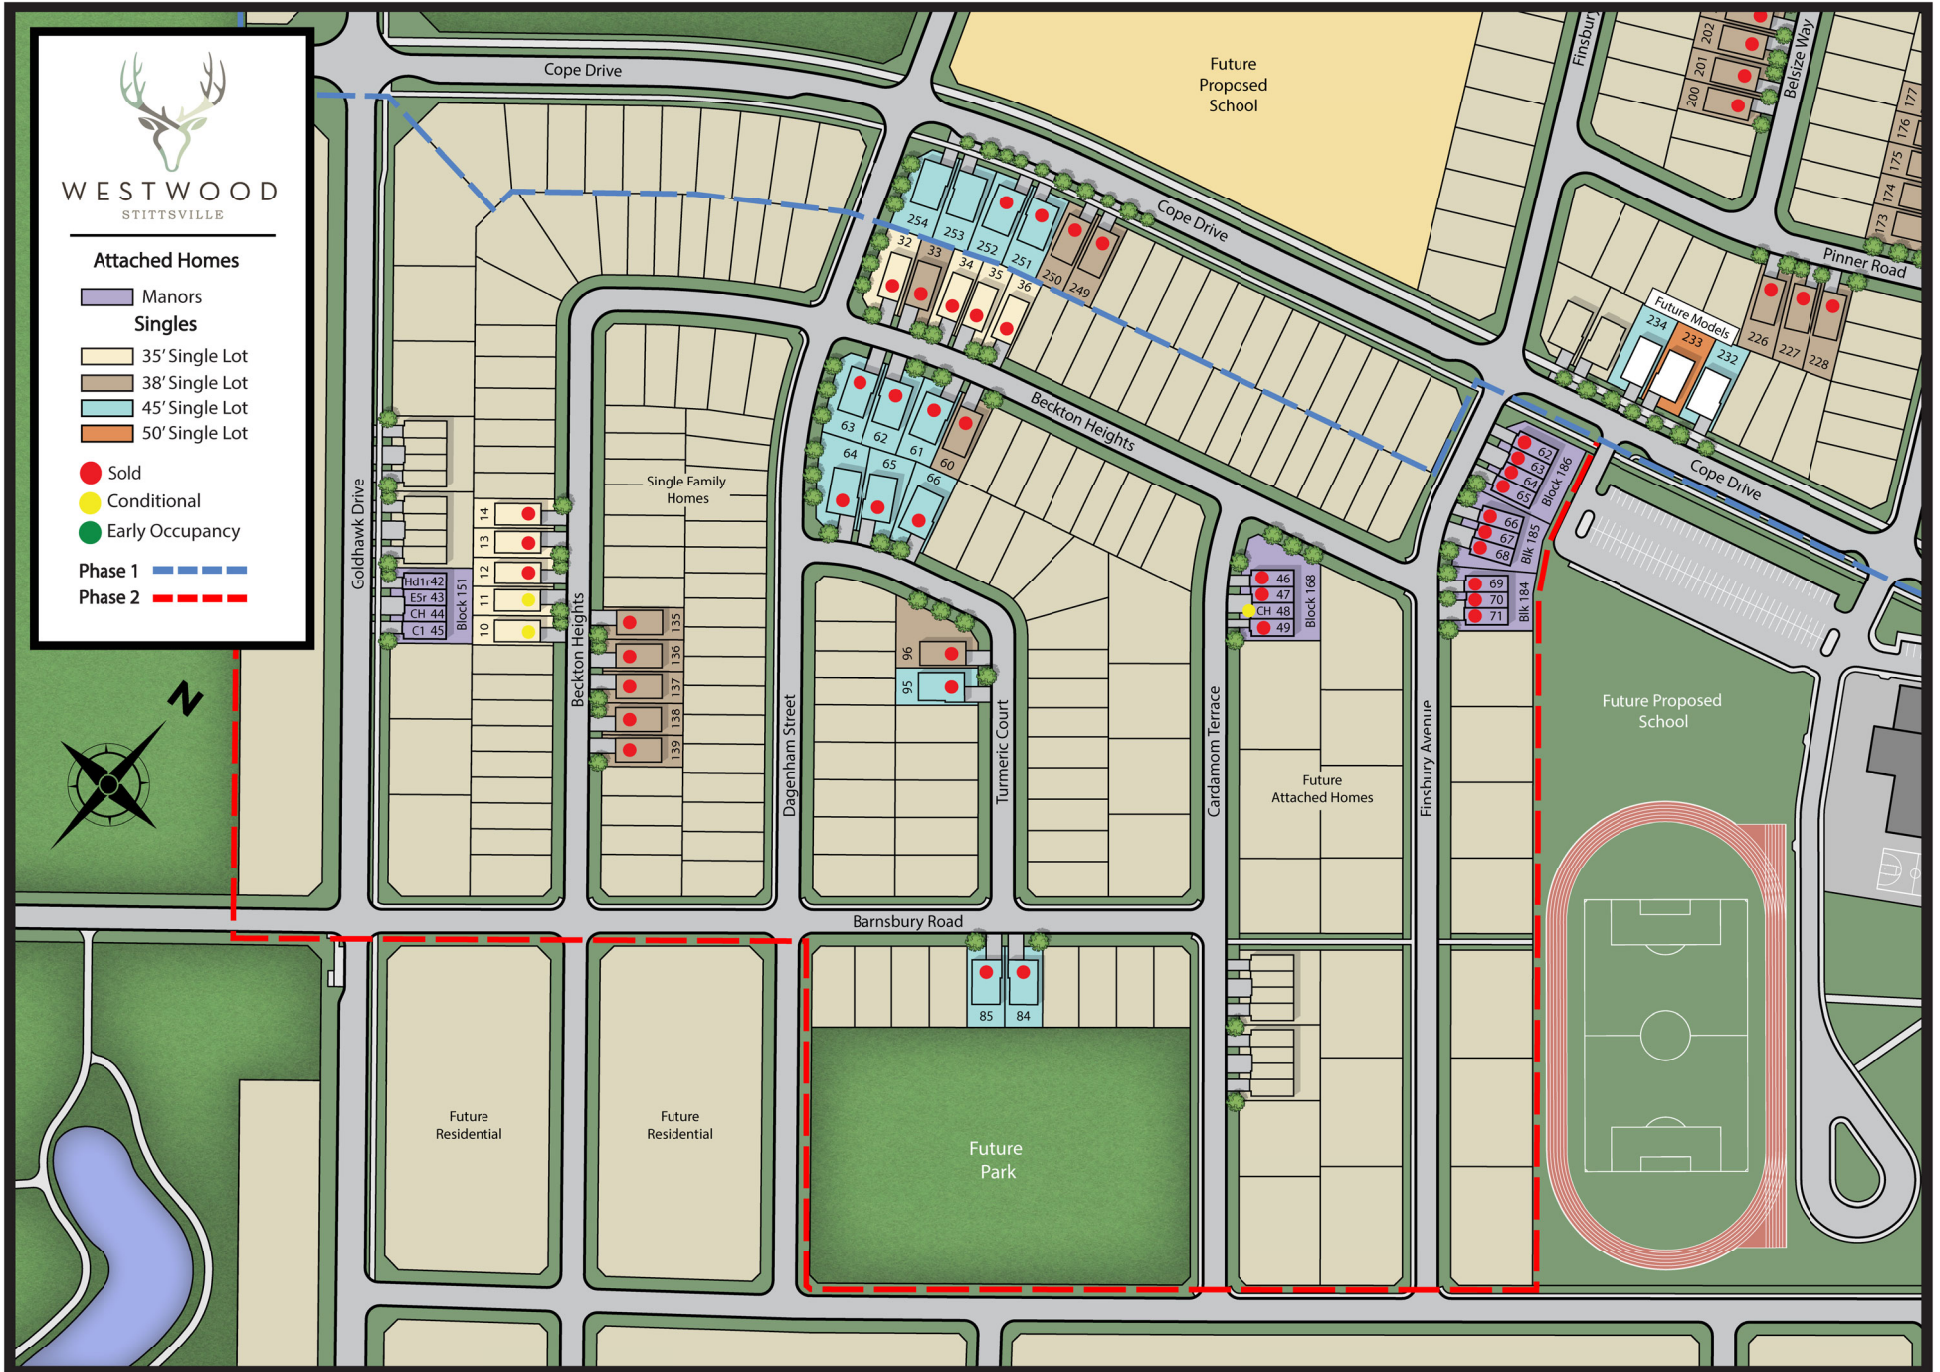 WESTWOOD
STITTSVILLE
Attached Homes
Manors
Singles
35' Single Lot
38' Single Lot
45' Single Lot
50' Single Lot
Sold
Conditional
Early Occupancy
Phase 1
Phase 2
N
Cope Drive
Future
Proposed
School
Finsbury
202
201
200
Belsize Way
177
176
175
174
173
Pinner Road
Cope Drive
254
253
252
251
250
249
32
33
34
35
36
Future Models
234
233
232
226
227
228
63
62
61
60
64
65
66
Beckton Heights
Single Family
Homes
Goldhawk Drive
14
13
12
11
10
Hd1r 42
E5r 43
CH 44
C1 45
Block 151
Beckton Heights
135
136
137
138
139
Dagenham Street
96
95
Turmeric Court
Cardamom Terrace
46
47
CH 48
49
Block 168
Future
Attached Homes
Finsbury Avenue
62
63
64
65
Block 186
66
67
68
Blk 185
69
70
71
Blk 184
Cope Drive
Future Proposed
School
Barnsbury Road
85
84
Future
Residential
Future
Residential
Future
Park